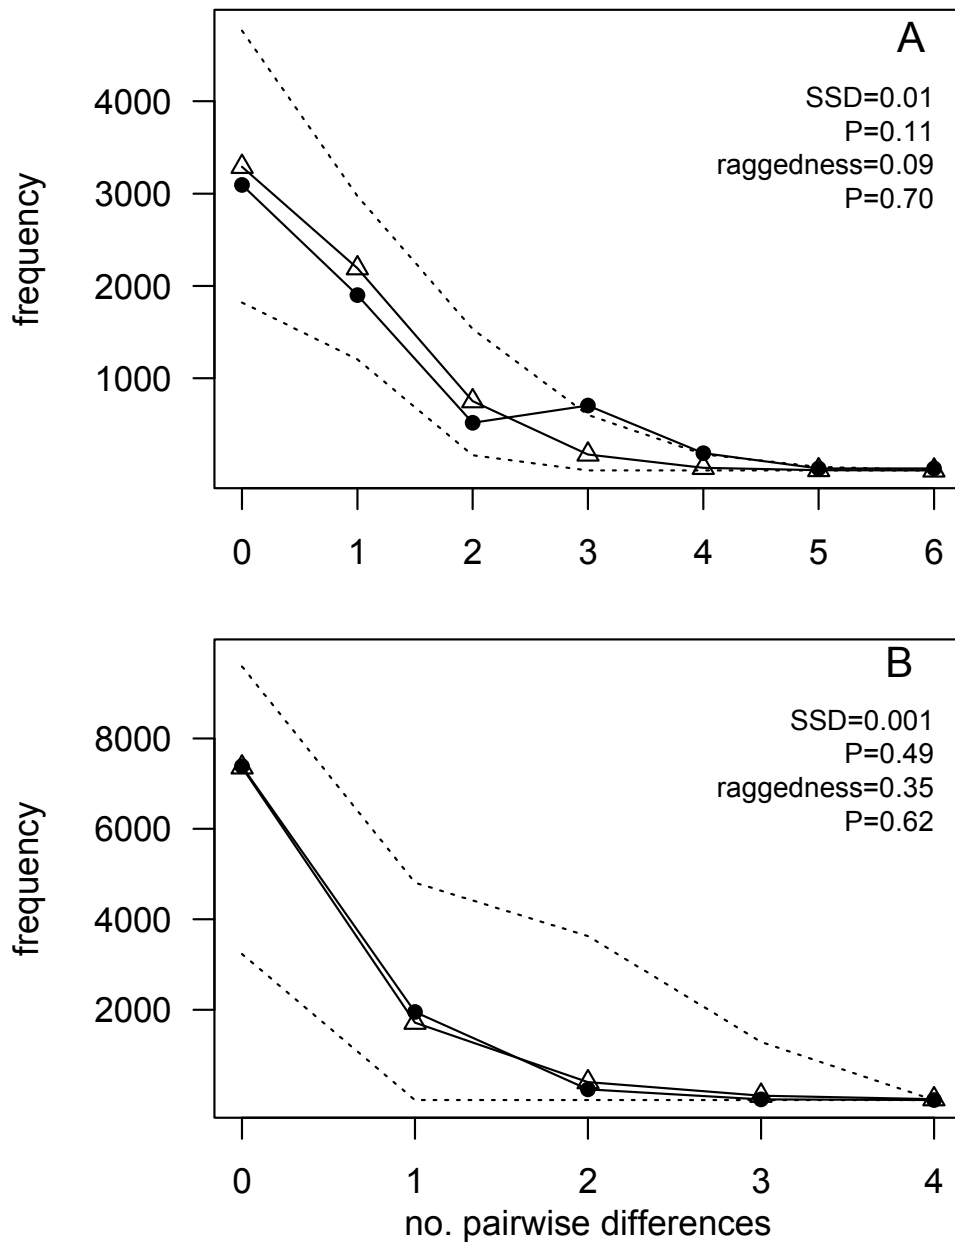 A
SSD=0.01
P=0.11
raggedness=0.09
P=0.70
frequency
4000
3000
2000
1000
0 1 2 3 4 5 6
B
SSD=0.001
P=0.49
raggedness=0.35
P=0.62
frequency
8000
6000
4000
2000
0 1 2 3 4
no. pairwise differences